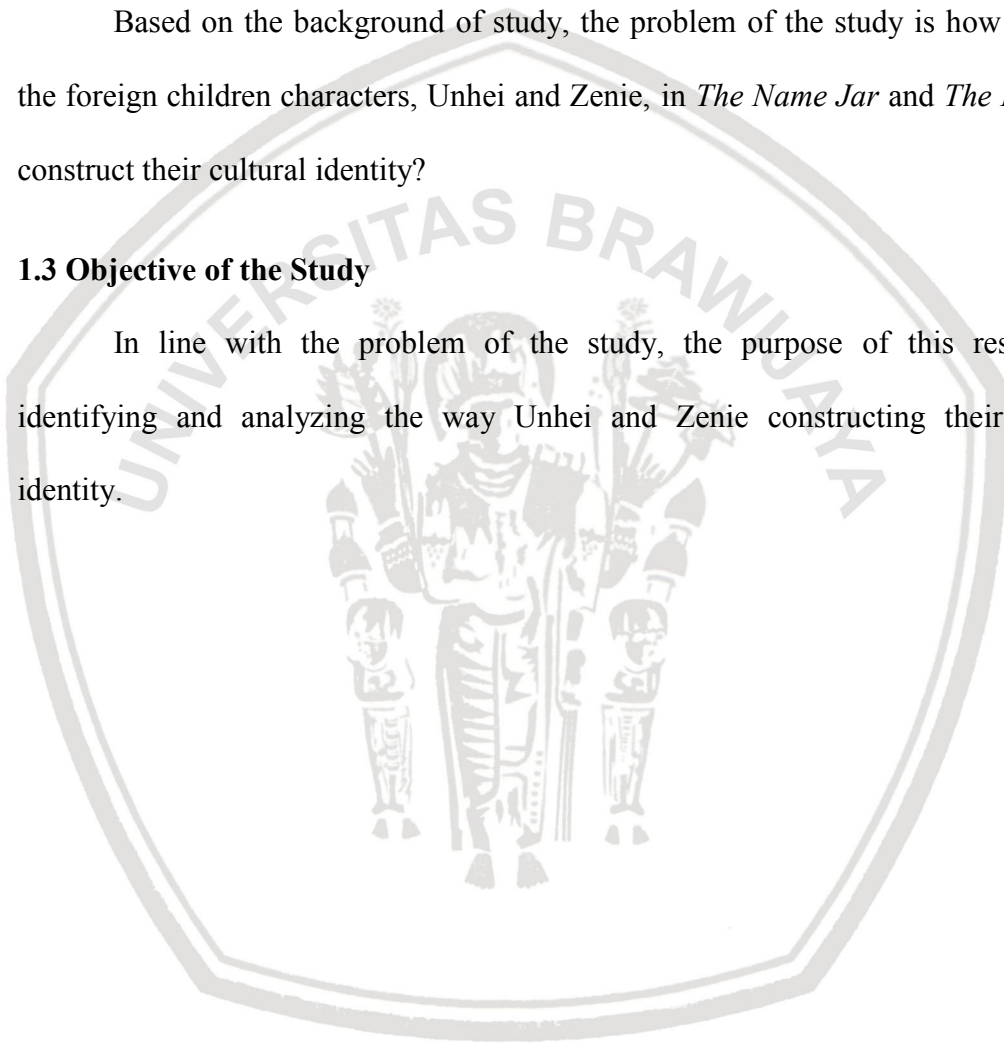 Based on the background of study, the problem of the study is how
the foreign children characters, Unhei and Zenie, in The Name Jar and The
construct their cultural identity?
UNIVERSITAS BRAWIJAYA
1.3 Objective of the Study
In line with the problem of the study, the purpose of this
identifying and analyzing the way Unhei and Zenie constructing their
identity.